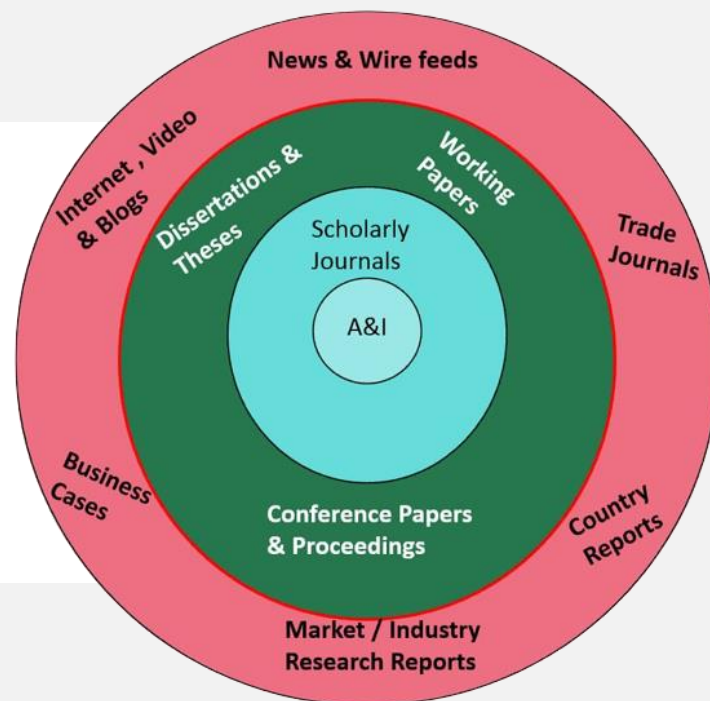 News & Wire feeds
Internet , Video
& Blogs
Dissertations &
Theses
Working
Papers
Trade
Journals
Scholarly
Journals
A&I
Business
Cases
Conference Papers
& Proceedings
Country
Reports
Market / Industry
Research Reports